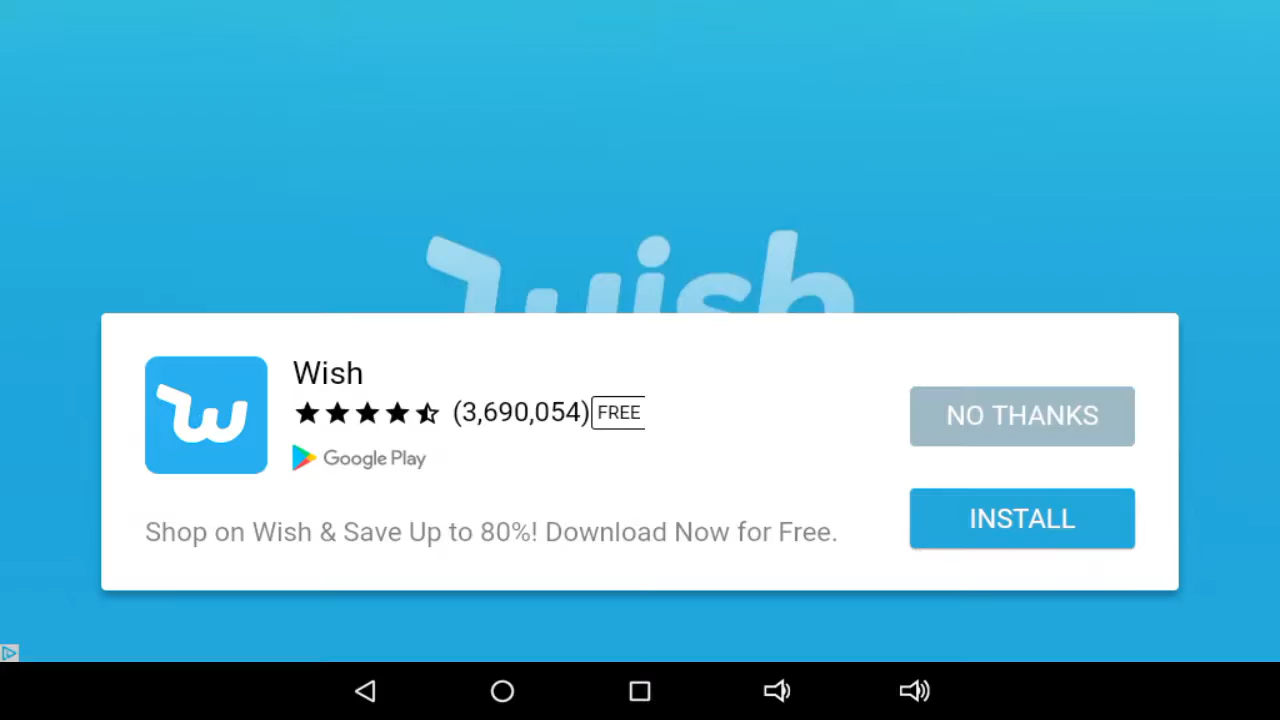 wish
Wish
(3,690,054) FREE
Google Play
NO THANKS
Shop on Wish & Save Up to 80%! Download Now for Free.
INSTALL